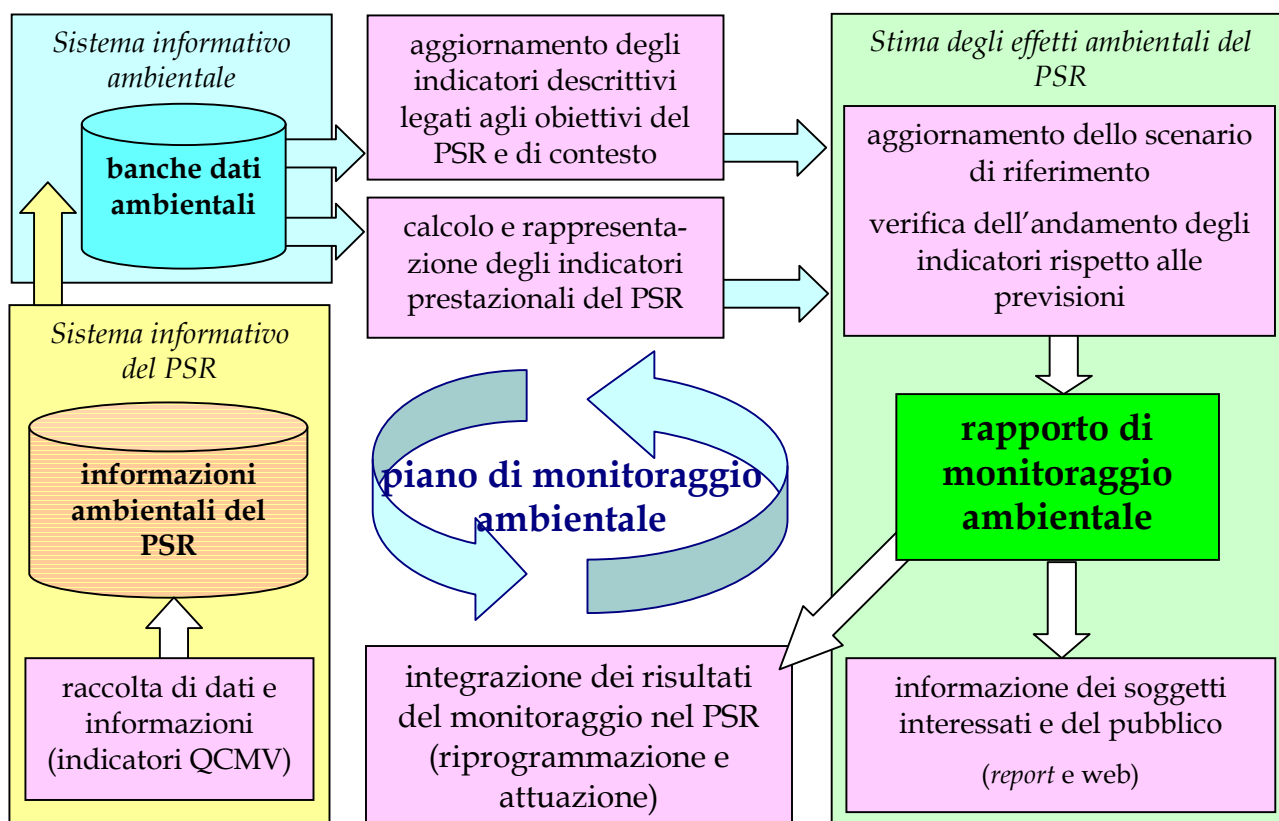 Sistema informativo
ambientale
banche dati
ambientali
aggiornamento degli
indicatori descrittivi
legati agli obiettivi del
PSR e di contesto
calcolo e rappresenta-
zione degli indicatori
prestazionali del PSR
Stima degli effetti ambientali del
PSR
aggiornamento dello scenario
di riferimento
verifica dell’andamento degli
indicatori rispetto alle
previsioni
Sistema informativo
del PSR
informazioni
ambientali del
PSR
raccolta di dati e
informazioni
(indicatori QCMV)
piano di monitoraggio
ambientale
rapporto di
monitoraggio
ambientale
integrazione dei risultati
del monitoraggio nel PSR
(riprogrammazione e
attuazione)
informazione dei soggetti
interessati e del pubblico
(report e web)